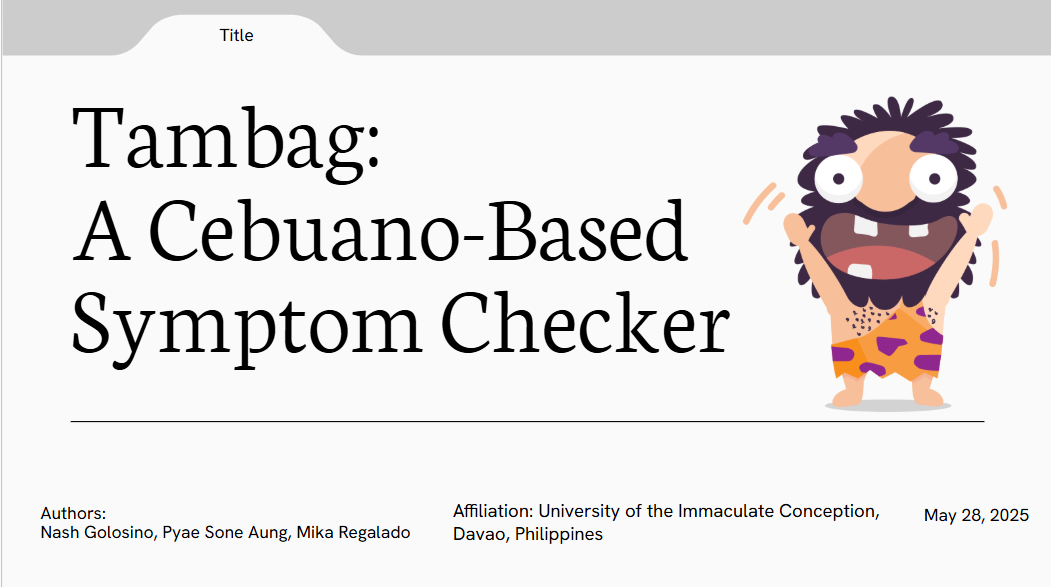 Title
Tambag:
A Cebuano-Based
Symptom Checker
Authors:
Nash Golosino, Pyae Sone Aung, Mika Regalado
Affiliation: University of the Immaculate Conception,
Davao, Philippines
May 28, 2025